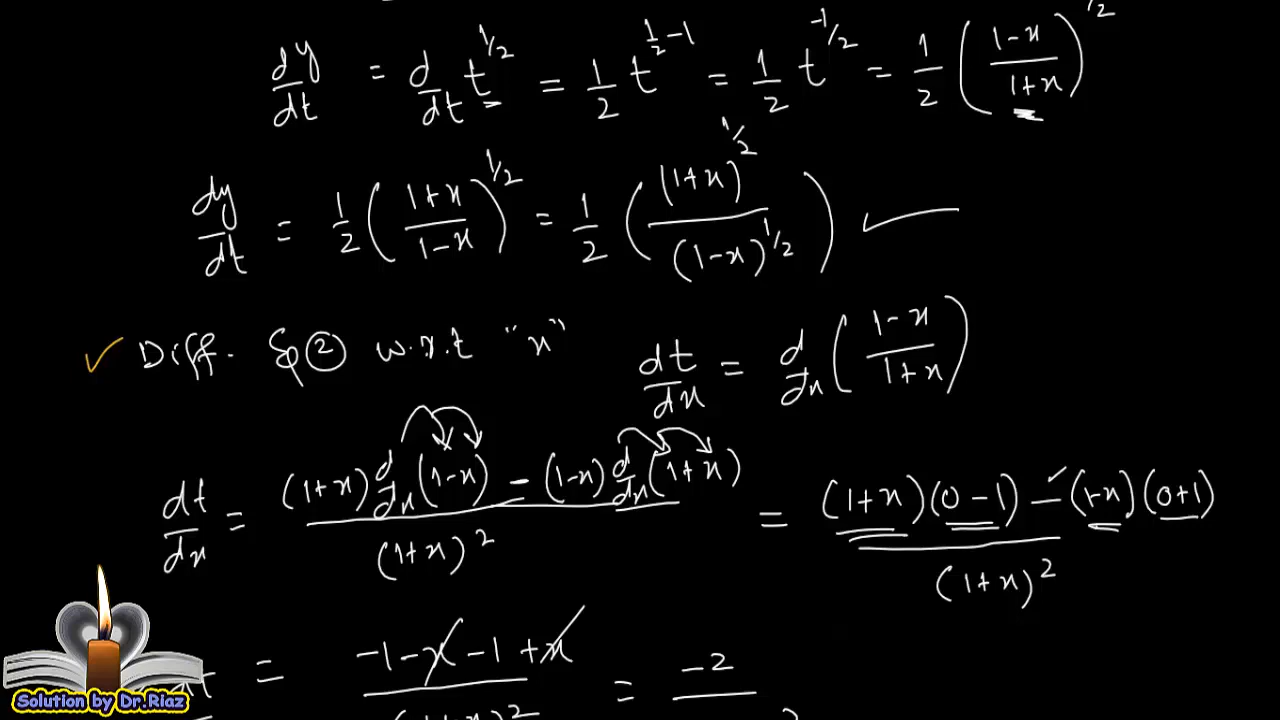 dy/dt = d/dt t^1/2 = 1/2 t^(1/2 -1) = 1/2 t^-1/2 = 1/2 ((1-x)/(1+x))^1/2
dy/dt = 1/2 ((1+x)/(1-x))^1/2 = 1/2 ((1+x)^1/2/(1-x)^1/2) ✓
✓ Diff. Eq ② w.r.t "x" dt/dx = d/dx ((1-x)/(1+x))
dt/dx = ((1+x) d/dx (1-x) - (1-x) d/dx (1+x))/(1+x)^2 = ((1+x)(0-1) - (1-x)(0+1))/(1+x)^2
dt = (-1-x-1+x)/(1+x)^2 = -2/
Solution by Dr.Riaz